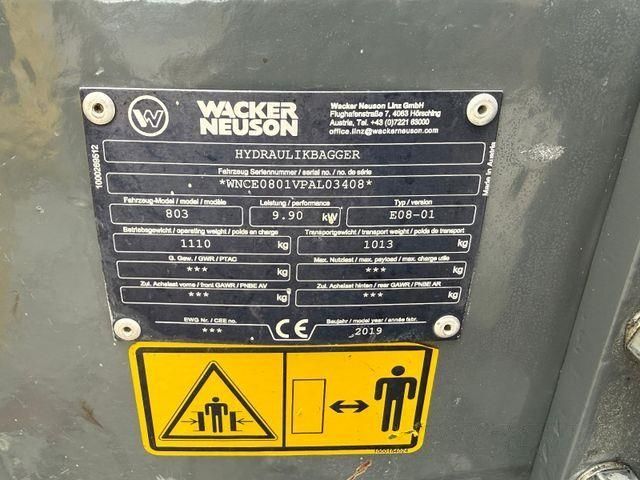 WACKER
NEUSON
Wacker Neuson Linz GmbH
Flughafenstraße 7, 4063 Hörsching
Austria, Tel. +43 (0)7221 63000
office.linz@wackerneuson.com
1000289512
Made in Austria
HYDRAULIKBAGGER
Fahrzeug Seriennummer / serial no. / no. de série
*WNCE0801VPAL03408*
Fahrzeug-Model / model / modèle
Leistung / performance
Typ / version
803
9.90 kW
E08-01
Betriebsgewicht / operating weight / poids en charge
Transportgewicht / transport weight / poids de transport
1110 kg
1013 kg
G. Gew. / GWR / PTAC
Max. Nutzlast / max. payload / max. charge utile
*** kg
*** kg
Zul. Achslast vorne / front GAWR / PNBE AV
Zul. Achslast hinten / rear GAWR / PNBE AR
*** kg
*** kg
EWG Nr. / CEE no.
***
CE
Baujahr / model year / année fabr.
2019
1000184024